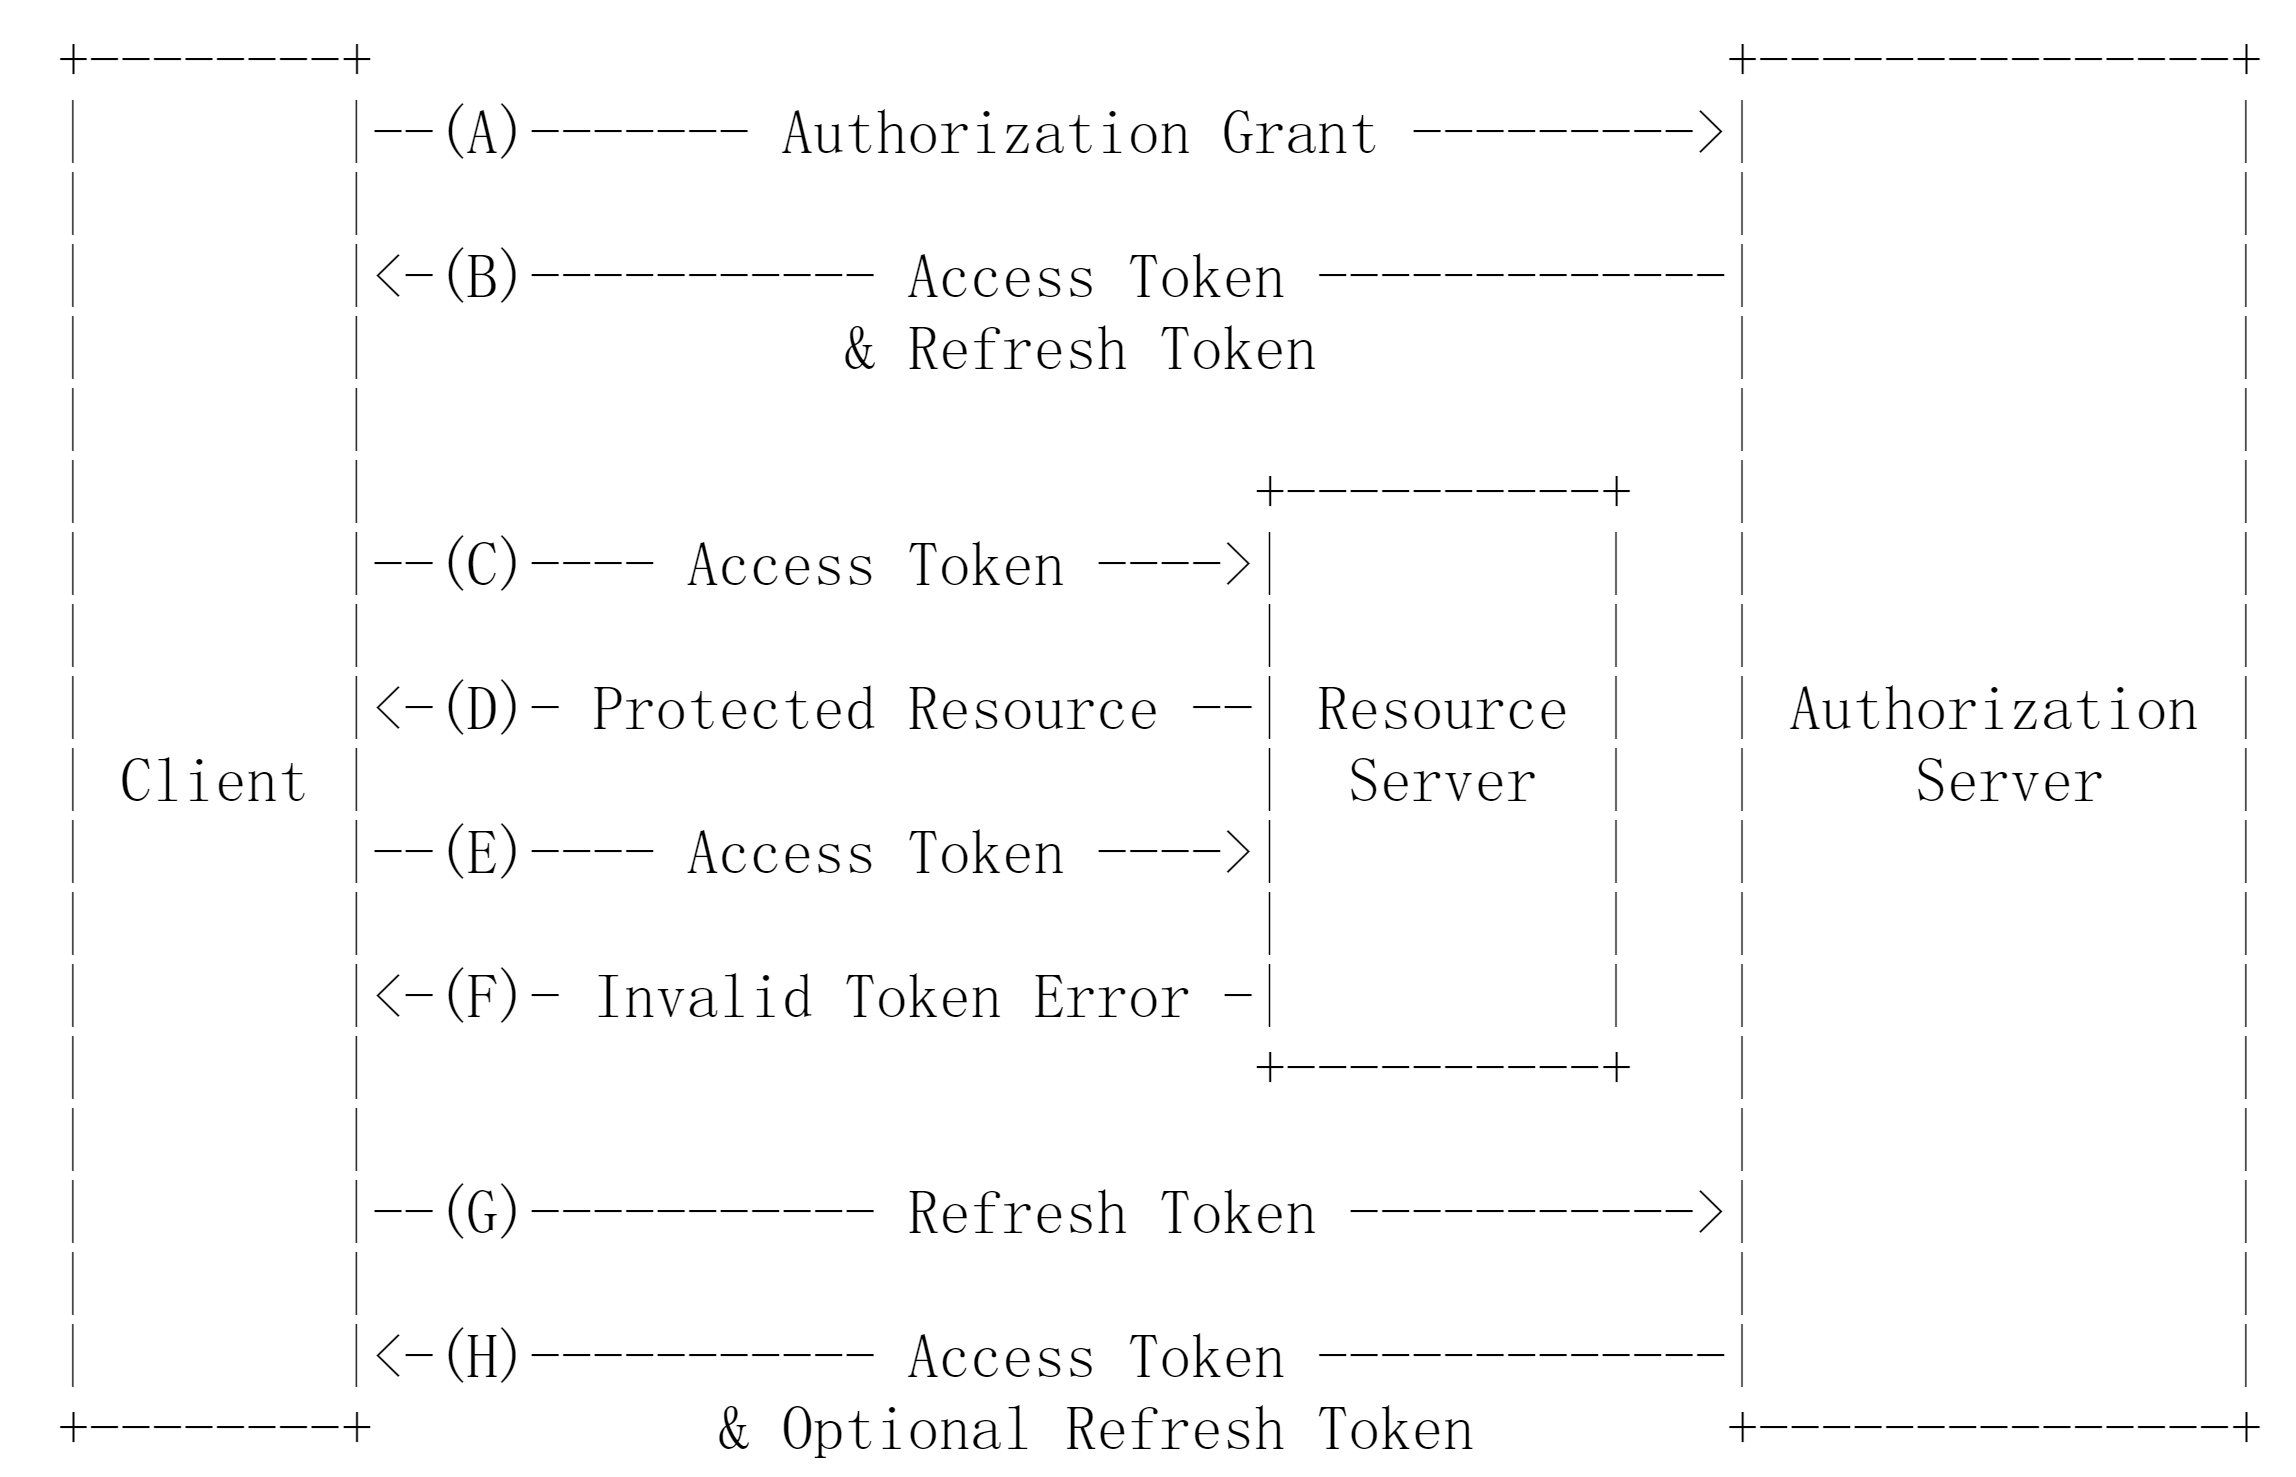 +--------+                                           +---------------+
|        |--(A)------- Authorization Grant --------->|               |
|        |                                           |               |
|        |<-(B)----------- Access Token -------------|               |
|        |               & Refresh Token             |               |
|        |                                           |               |
|        |                            +----------+   |               |
|        |--(C)---- Access Token ---->|          |   |               |
|        |                            |          |   |               |
|        |<-(D)- Protected Resource --| Resource |   | Authorization |
| Client |                            |  Server  |   |     Server    |
|        |--(E)---- Access Token ---->|          |   |               |
|        |                            |          |   |               |
|        |<-(F)- Invalid Token Error -|          |   |               |
|        |                            +----------+   |               |
|        |                                           |               |
|        |--(G)----------- Refresh Token ----------->|               |
|        |                                           |               |
|        |<-(H)----------- Access Token -------------|               |
+--------+           & Optional Refresh Token        +---------------+